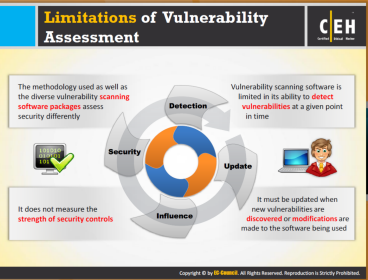 Limitations of Vulnerability
Assessment
C|EH
Certified Ethical Hacker
The methodology used as well as
the diverse vulnerability scanning
software packages assess
security differently
Vulnerability scanning software is
limited in its ability to detect
vulnerabilities at a given point
in time
Detection
Security
Update
Influence
It does not measure the
strength of security controls
It must be updated when
new vulnerabilities are
discovered or modifications are
made to the software being used
Copyright © by EC-Council. All Rights Reserved. Reproduction is Strictly Prohibited.